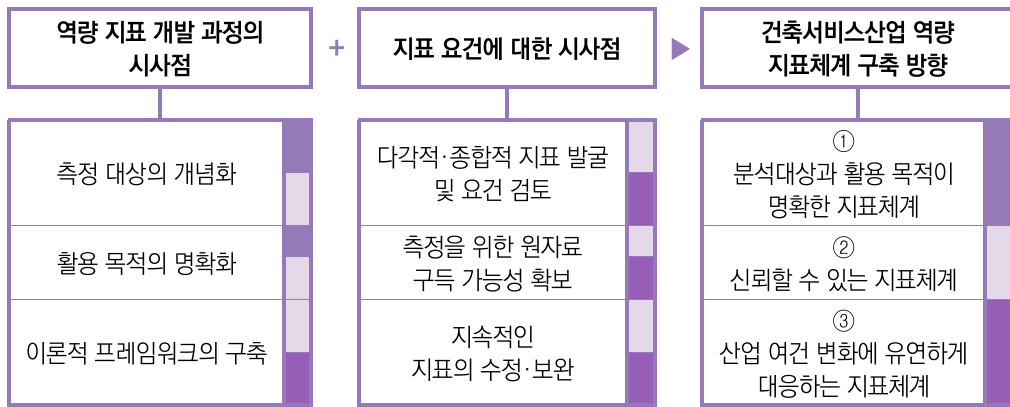 역량 지표 개발 과정의
시사점
+
지표 요건에 대한 시사점
건축서비스산업 역량
지표체계 구축 방향
측정 대상의 개념화
활용 목적의 명확화
이론적 프레임워크의 구축
다각적·종합적 지표 발굴
및 요건 검토
측정을 위한 원자료
구득 가능성 확보
지속적인
지표의 수정·보완
①
분석대상과 활용 목적이
명확한 지표체계
②
신뢰할 수 있는 지표체계
③
산업 여건 변화에 유연하게
대응하는 지표체계